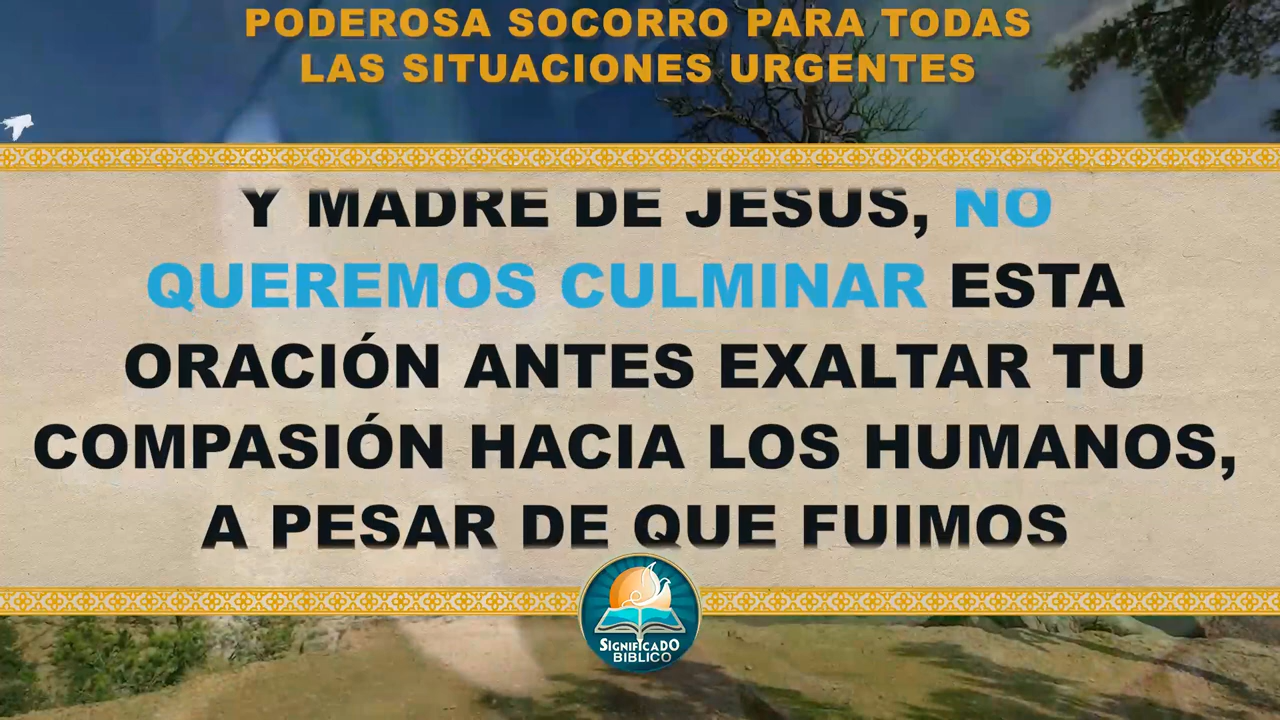 PODEROSA SOCORRO PARA TODAS
LAS SITUACIONES URGENTES
Y MADRE DE JESUS, NO
QUEREMOS CULMINAR ESTA
ORACIÓN ANTES EXALTAR TU
COMPASIÓN HACIA LOS HUMANOS,
A PESAR DE QUE FUIMOS
SIGNIFICADO
BIBLICO